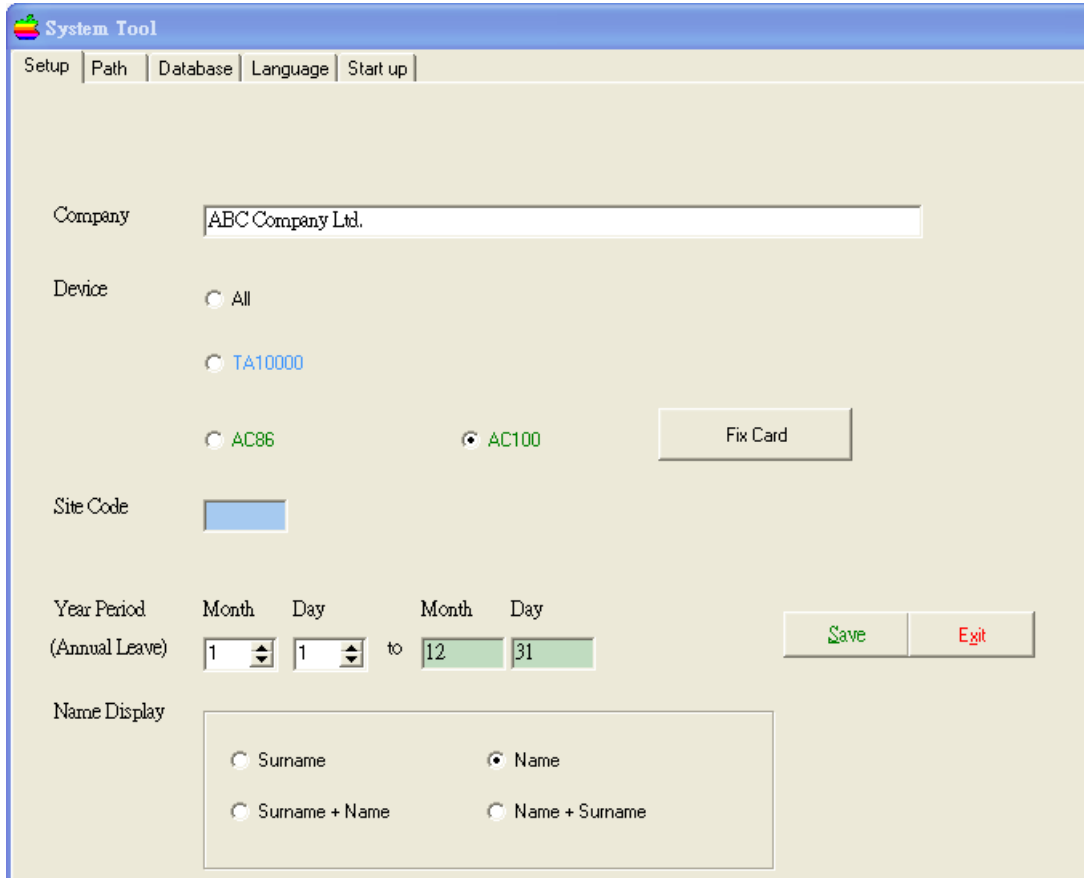 System Tool
Setup Path Database Language Start up
Company ABC Company Ltd.
Device All
TA10000
AC86 AC100 Fix Card
Site Code
Year Period Month Day Month Day
(Annual Leave) 1 1 to 12 31 Save Exit
Name Display
Surname Name
Surname + Name Name + Surname